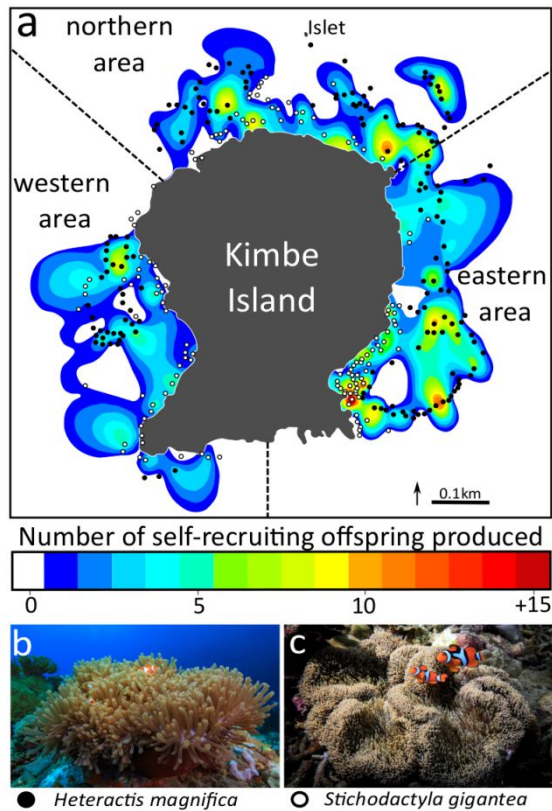 a
northern
area
Islet
western
area
Kimbe
Island
eastern
area
0.1km
Number of self-recruiting offspring produced
0 5 10 +15
b
c
Heteractis magnifica
Stichodactyla gigantea